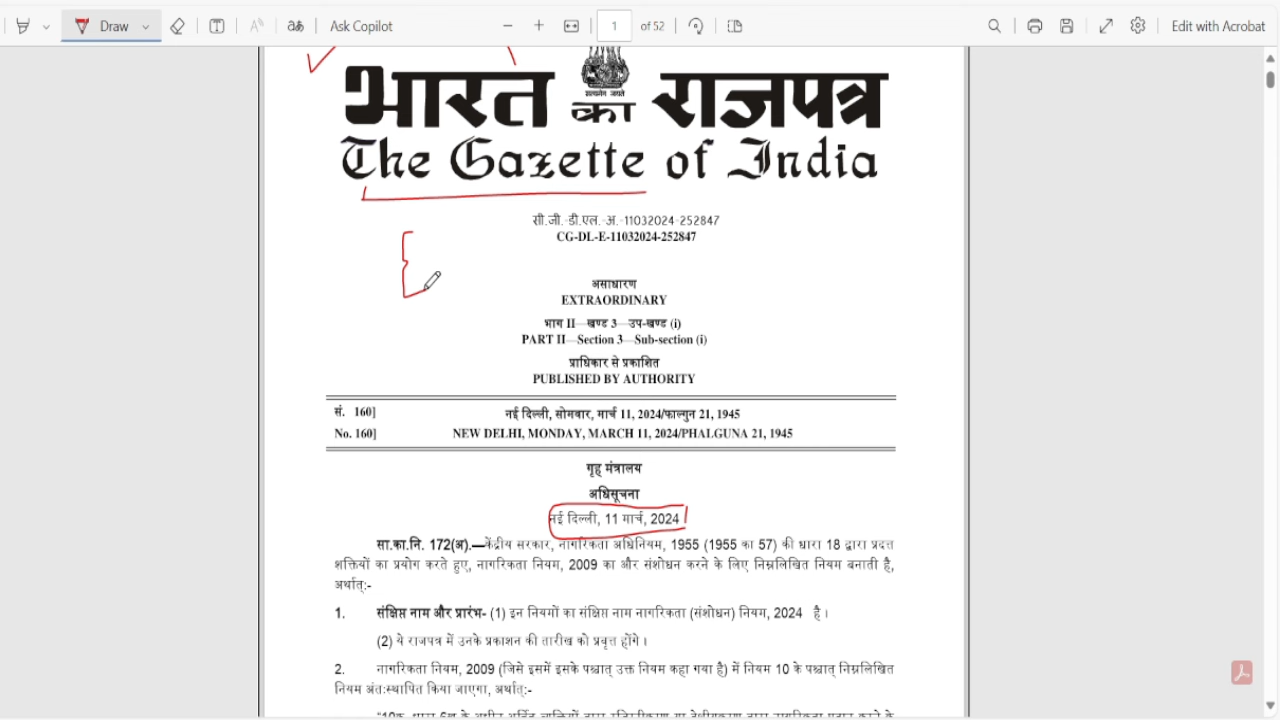 Draw
Ask Copilot
1 of 52
Edit with Acrobat
भारत का राजपत्र
सत्यमेव जयते
The Gazette of India
सी.जी.-डी.एल.-अ.-11032024-252847
CG-DL-E-11032024-252847
असाधारण
EXTRAORDINARY
भाग II—खण्ड 3—उप-खण्ड (i)
PART II—Section 3—Sub-section (i)
प्राधिकार से प्रकाशित
PUBLISHED BY AUTHORITY
सं. 160]
नई दिल्ली, सोमवार, मार्च 11, 2024/फाल्गुन 21, 1945
No. 160]
NEW DELHI, MONDAY, MARCH 11, 2024/PHALGUNA 21, 1945
गृह मंत्रालय
अधिसूचना
नई दिल्ली, 11 मार्च, 2024
सा.का.नि. 172(अ).—केंद्रीय सरकार, नागरिकता अधिनियम, 1955 (1955 का 57) की धारा 18 द्वारा प्रदत्त
शक्तियों का प्रयोग करते हुए, नागरिकता नियम, 2009 का और संशोधन करने के लिए निम्नलिखित नियम बनाती है,
अर्थात्:-
1. संक्षिप्त नाम और प्रारंभ- (1) इन नियमों का संक्षिप्त नाम नागरिकता (संशोधन) नियम, 2024 है।
(2) ये राजपत्र में उनके प्रकाशन की तारीख को प्रवृत्त होंगे।
2. नागरिकता नियम, 2009 (जिसे इसमें इसके पश्चात् उक्त नियम कहा गया है) में नियम 10 के पश्चात् निम्नलिखित
नियम अंत:स्थापित किया जाएगा, अर्थात्:-